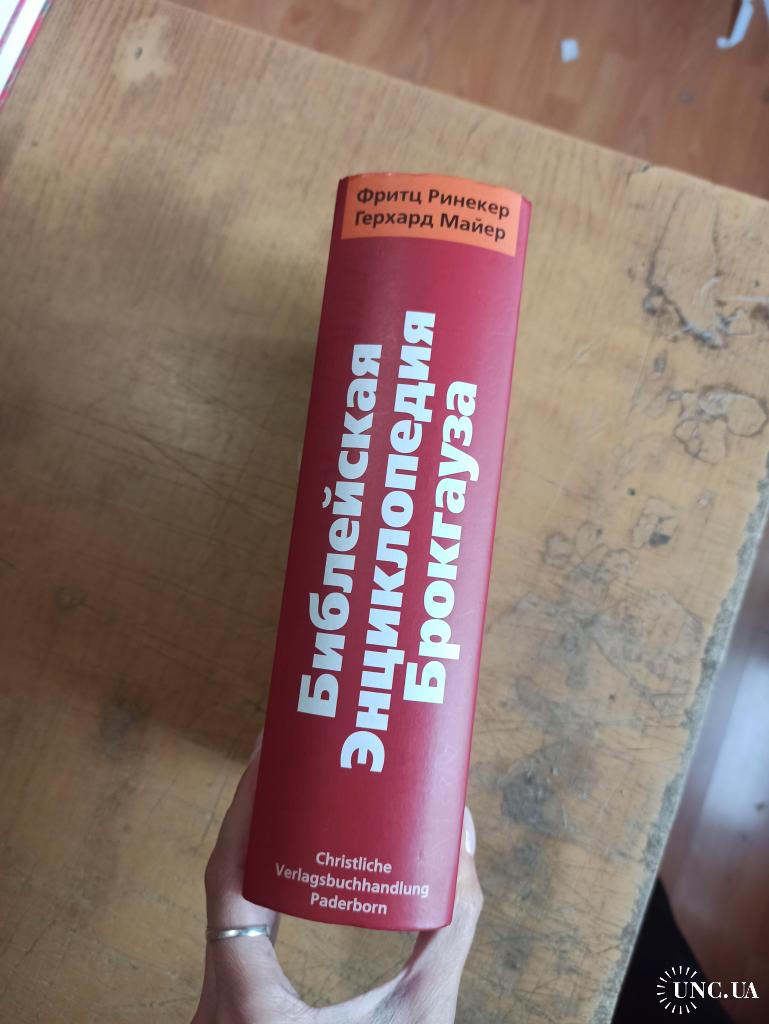 Фритц Ринекер
Герхард Майер
Библейская
Энциклопедия
Брокгауза
Christliche
Verlagsbuchhandlung
Paderborn
UNC.UA